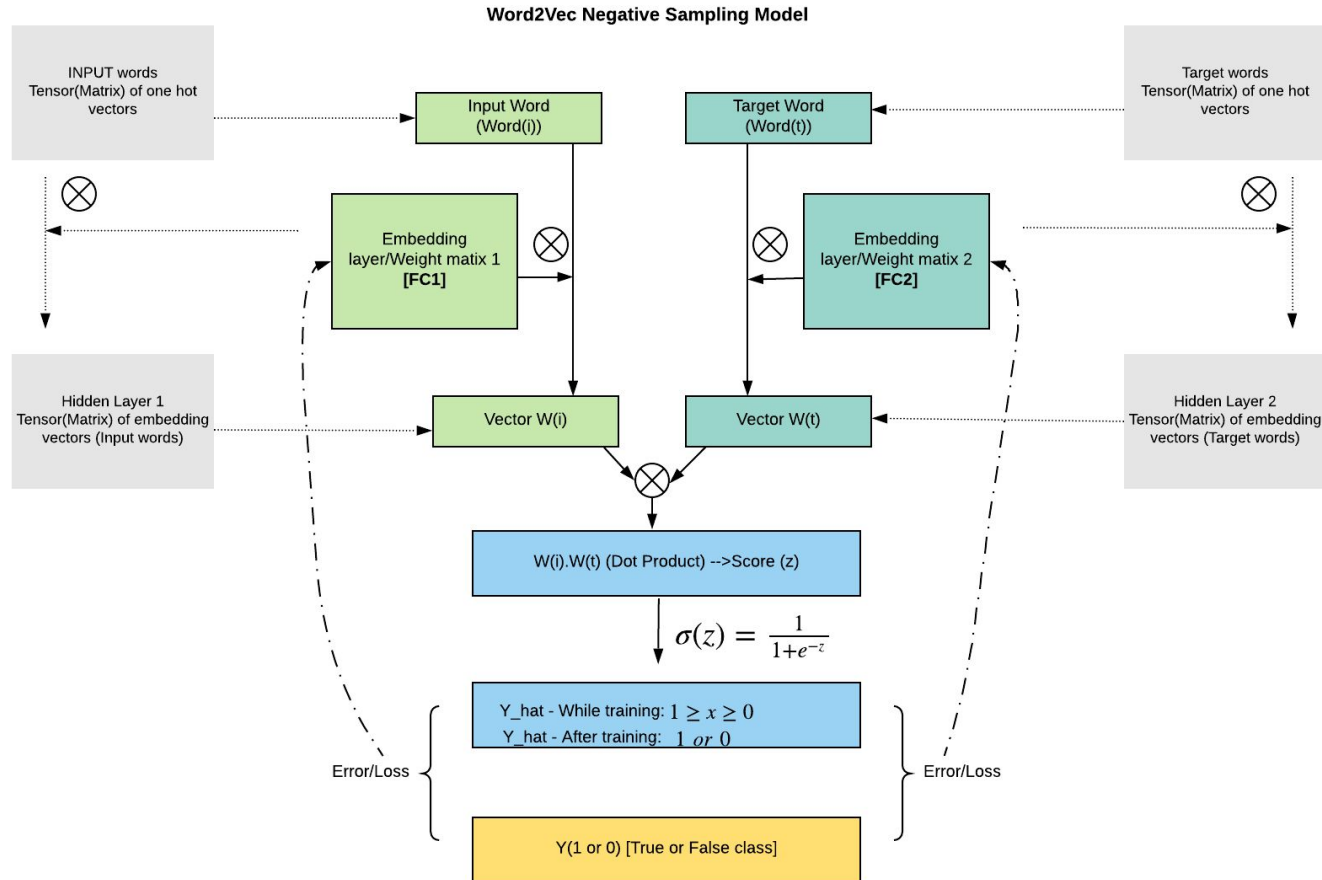 Word2Vec Negative Sampling Model
INPUT words
Tensor(Matrix) of one hot
vectors
Input Word
(Word(i))
Target Word
(Word(t))
Target words
Tensor(Matrix) of one hot
vectors
Embedding
layer/Weight matix 1
[FC1]
Embedding
layer/Weight matix 2
[FC2]
Hidden Layer 1
Tensor(Matrix) of embedding
vectors (Input words)
Vector W(i)
Vector W(t)
Hidden Layer 2
Tensor(Matrix) of embedding
vectors (Target words)
W(i).W(t) (Dot Product) -->Score (z)
σ(z) = 1/(1+e^{-z})
Y_hat - While training: 1 ≥ x ≥ 0
Y_hat - After training: 1 or 0
Error/Loss
Error/Loss
Y(1 or 0) [True or False class]